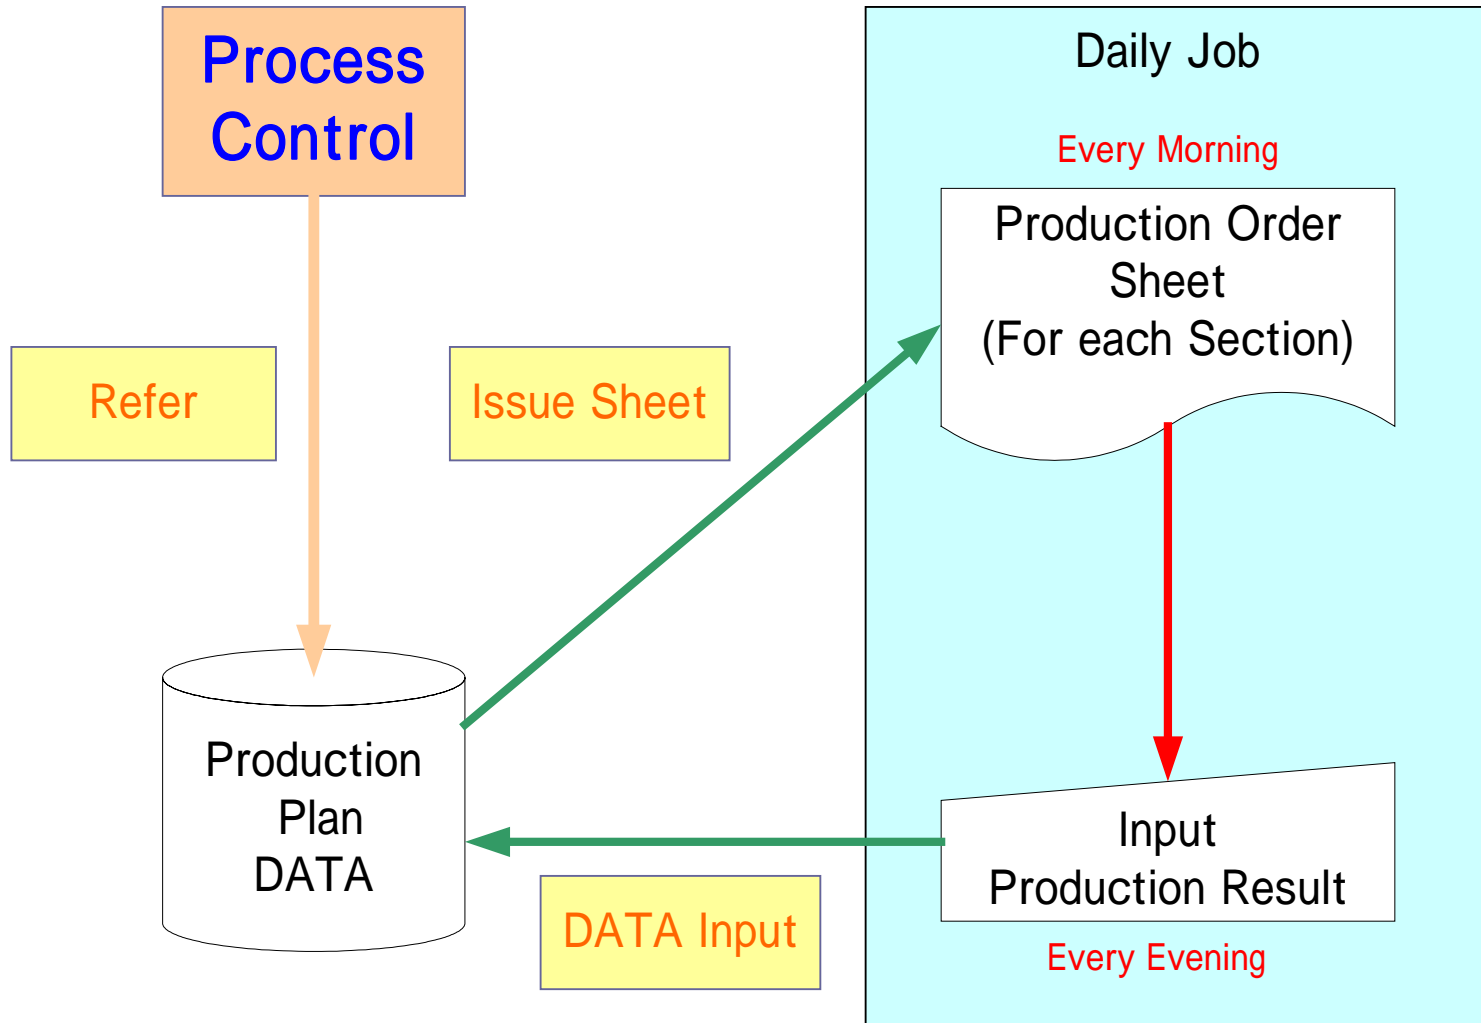 Process
Control
Daily Job
Every Morning
Production Order
Sheet
(For each Section)
Refer
Issue Sheet
Production
Plan
DATA
Input
Production Result
DATA Input
Every Evening